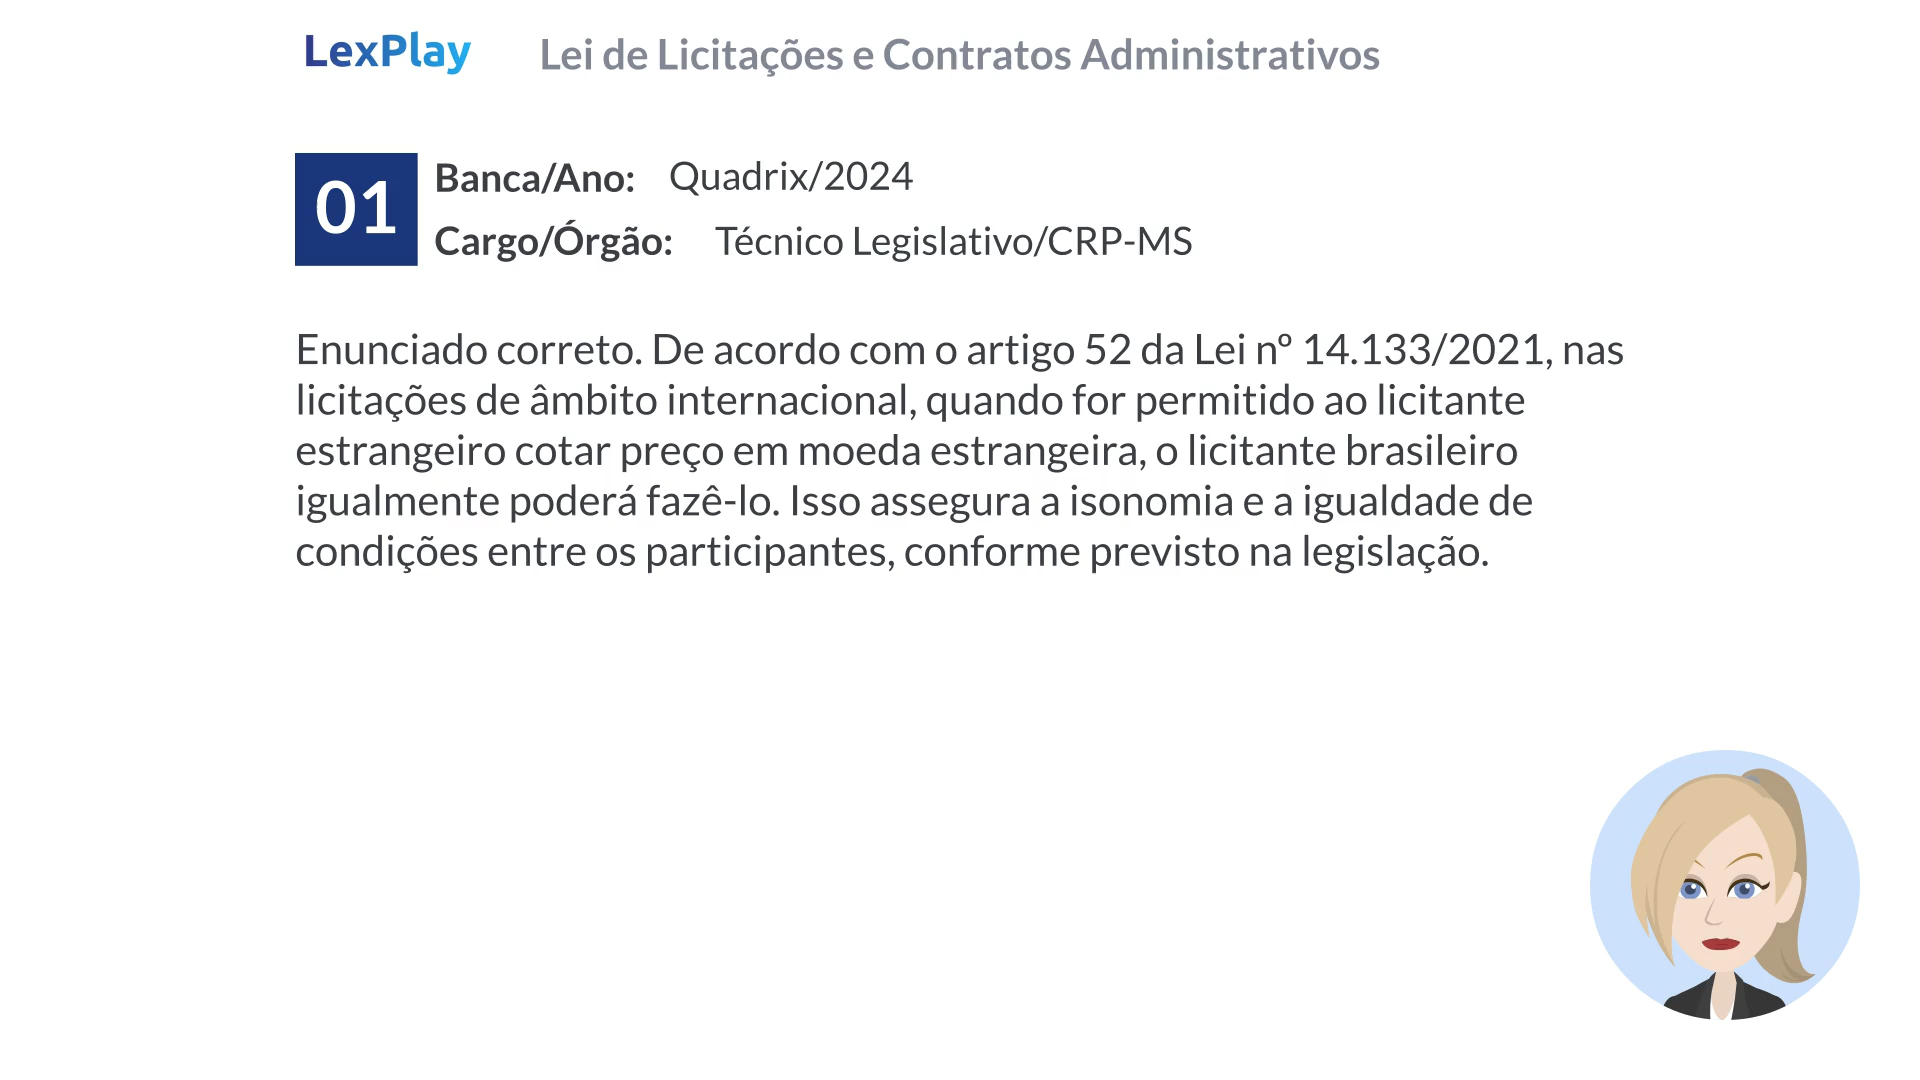 LexPlay Lei de Licitações e Contratos Administrativos
01
Banca/Ano: Quadrix/2024
Cargo/Órgão: Técnico Legislativo/CRP-MS
Enunciado correto. De acordo com o artigo 52 da Lei nº 14.133/2021, nas
licitações de âmbito internacional, quando for permitido ao licitante
estrangeiro cotar preço em moeda estrangeira, o licitante brasileiro
igualmente poderá fazê-lo. Isso assegura a isonomia e a igualdade de
condições entre os participantes, conforme previsto na legislação.